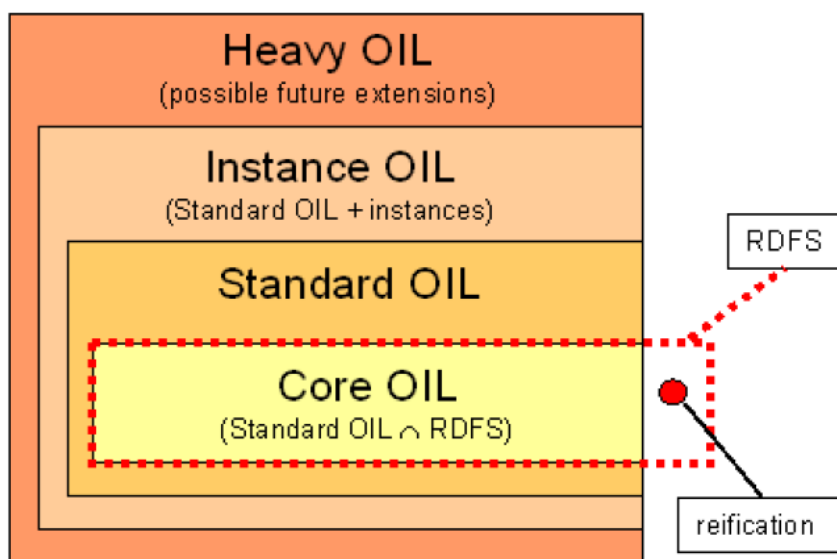 Heavy OIL
(possible future extensions)
Instance OIL
(Standard OIL + instances)
RDFS
Standard OIL
Core OIL
(Standard OIL ∩ RDFS)
reification